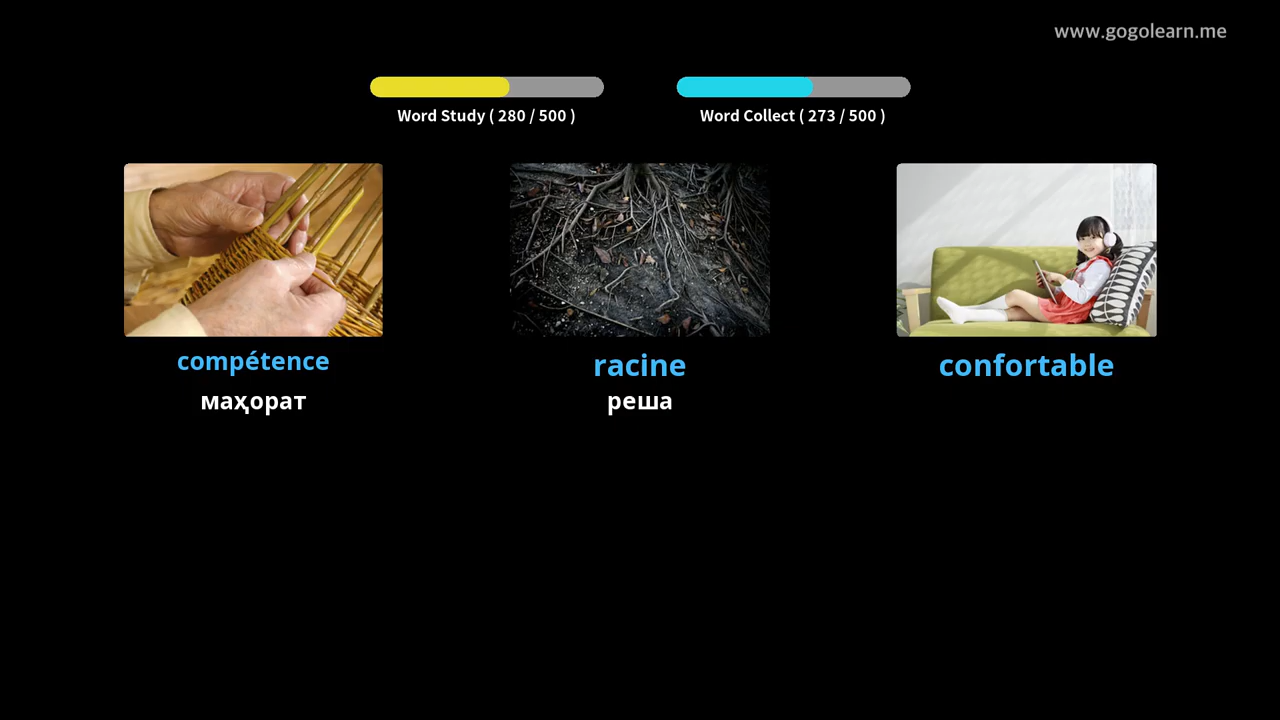 www.gogolearn.me
Word Study ( 280 / 500 )
Word Collect ( 273 / 500 )
compétence
racine
confortable
маҳорат
реша